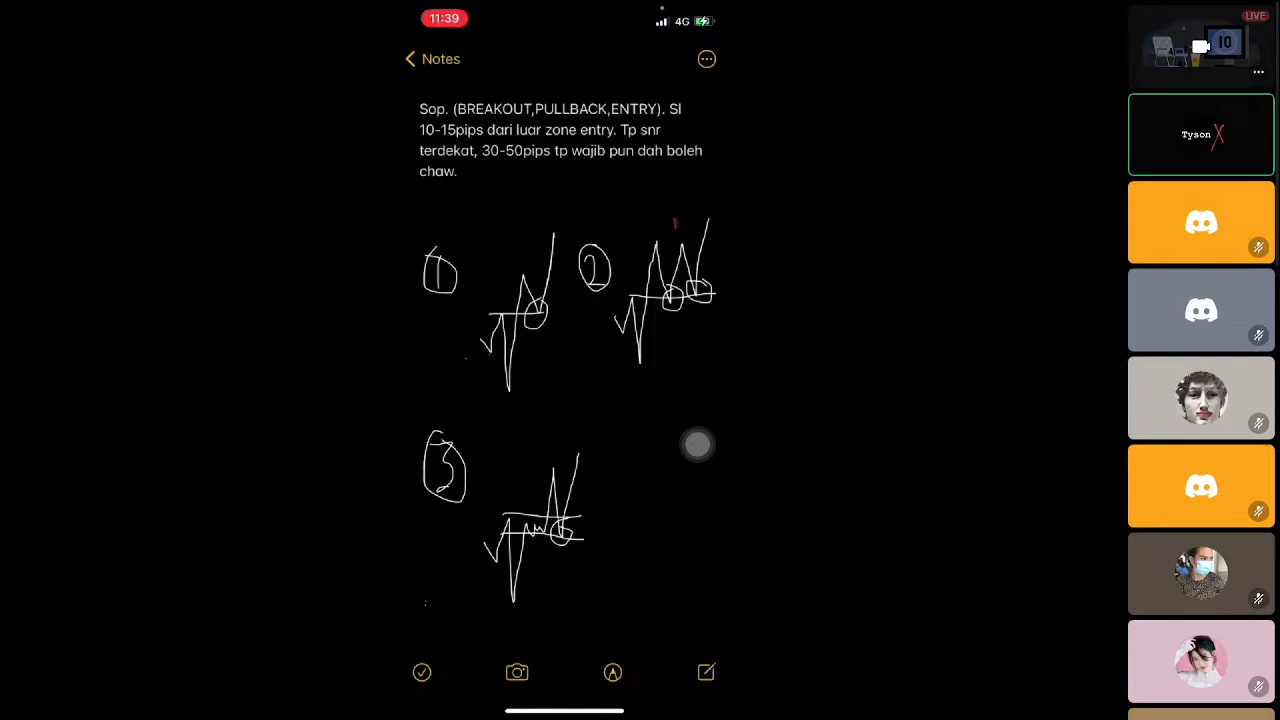 11:39
4G
LIVE
Notes
10
Sop. (BREAKOUT,PULLBACK,ENTRY). Sl
10-15pips dari luar zone entry. Tp snr
terdekat, 30-50pips tp wajib pun dah boleh
chaw.
Tyson X
1
2
3